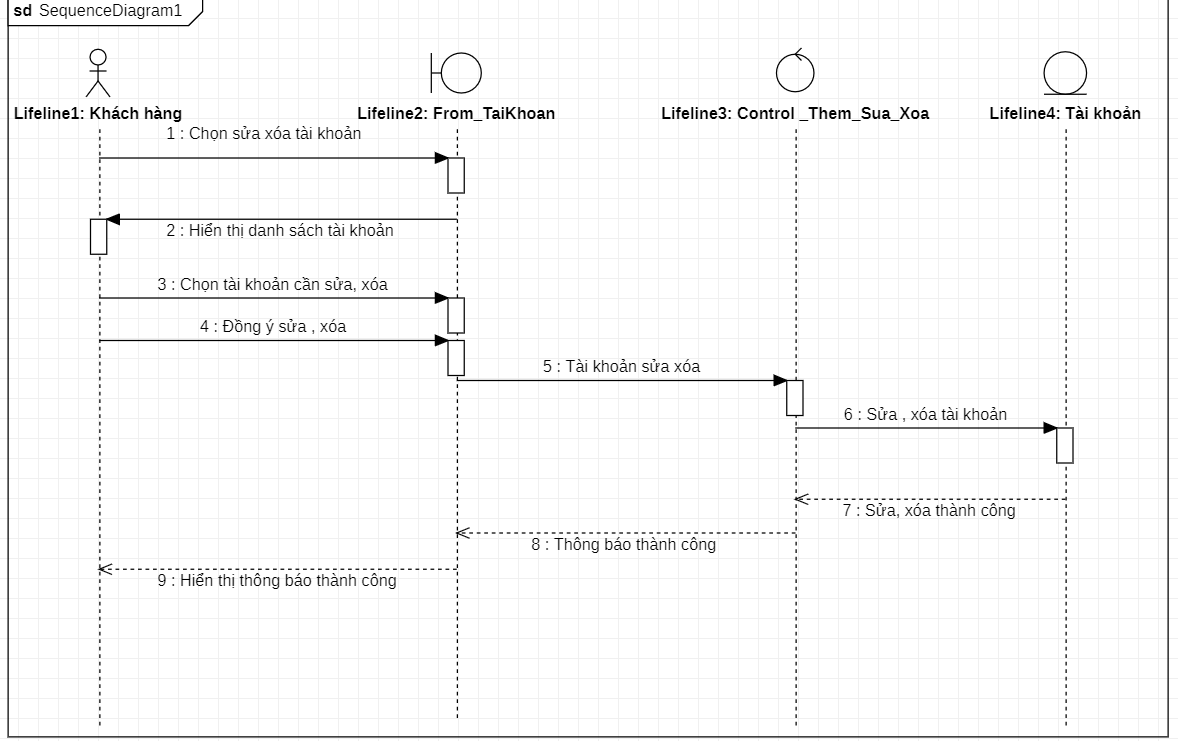 sd SequenceDiagram1
Lifeline1: Khách hàng
Lifeline2: From_TaiKhoan
Lifeline3: Control _Them_Sua_Xoa
Lifeline4: Tài khoản
1 : Chọn sửa xóa tài khoản
2 : Hiển thị danh sách tài khoản
3 : Chọn tài khoản cần sửa, xóa
4 : Đồng ý sửa , xóa
5 : Tài khoản sửa xóa
6 : Sửa , xóa tài khoản
7 : Sửa, xóa thành công
8 : Thông báo thành công
9 : Hiển thị thông báo thành công